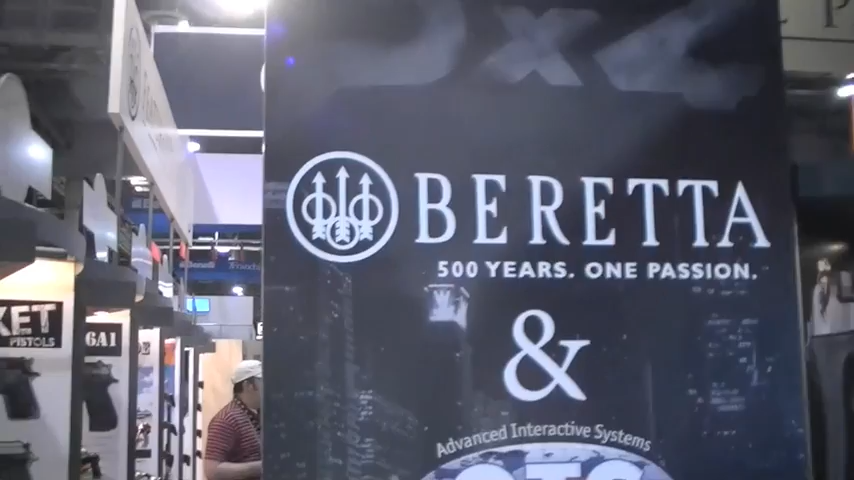 BERETTA
500 YEARS. ONE PASSION.
&
Advanced Interactive Systems
KET
PISTOLS
6A1